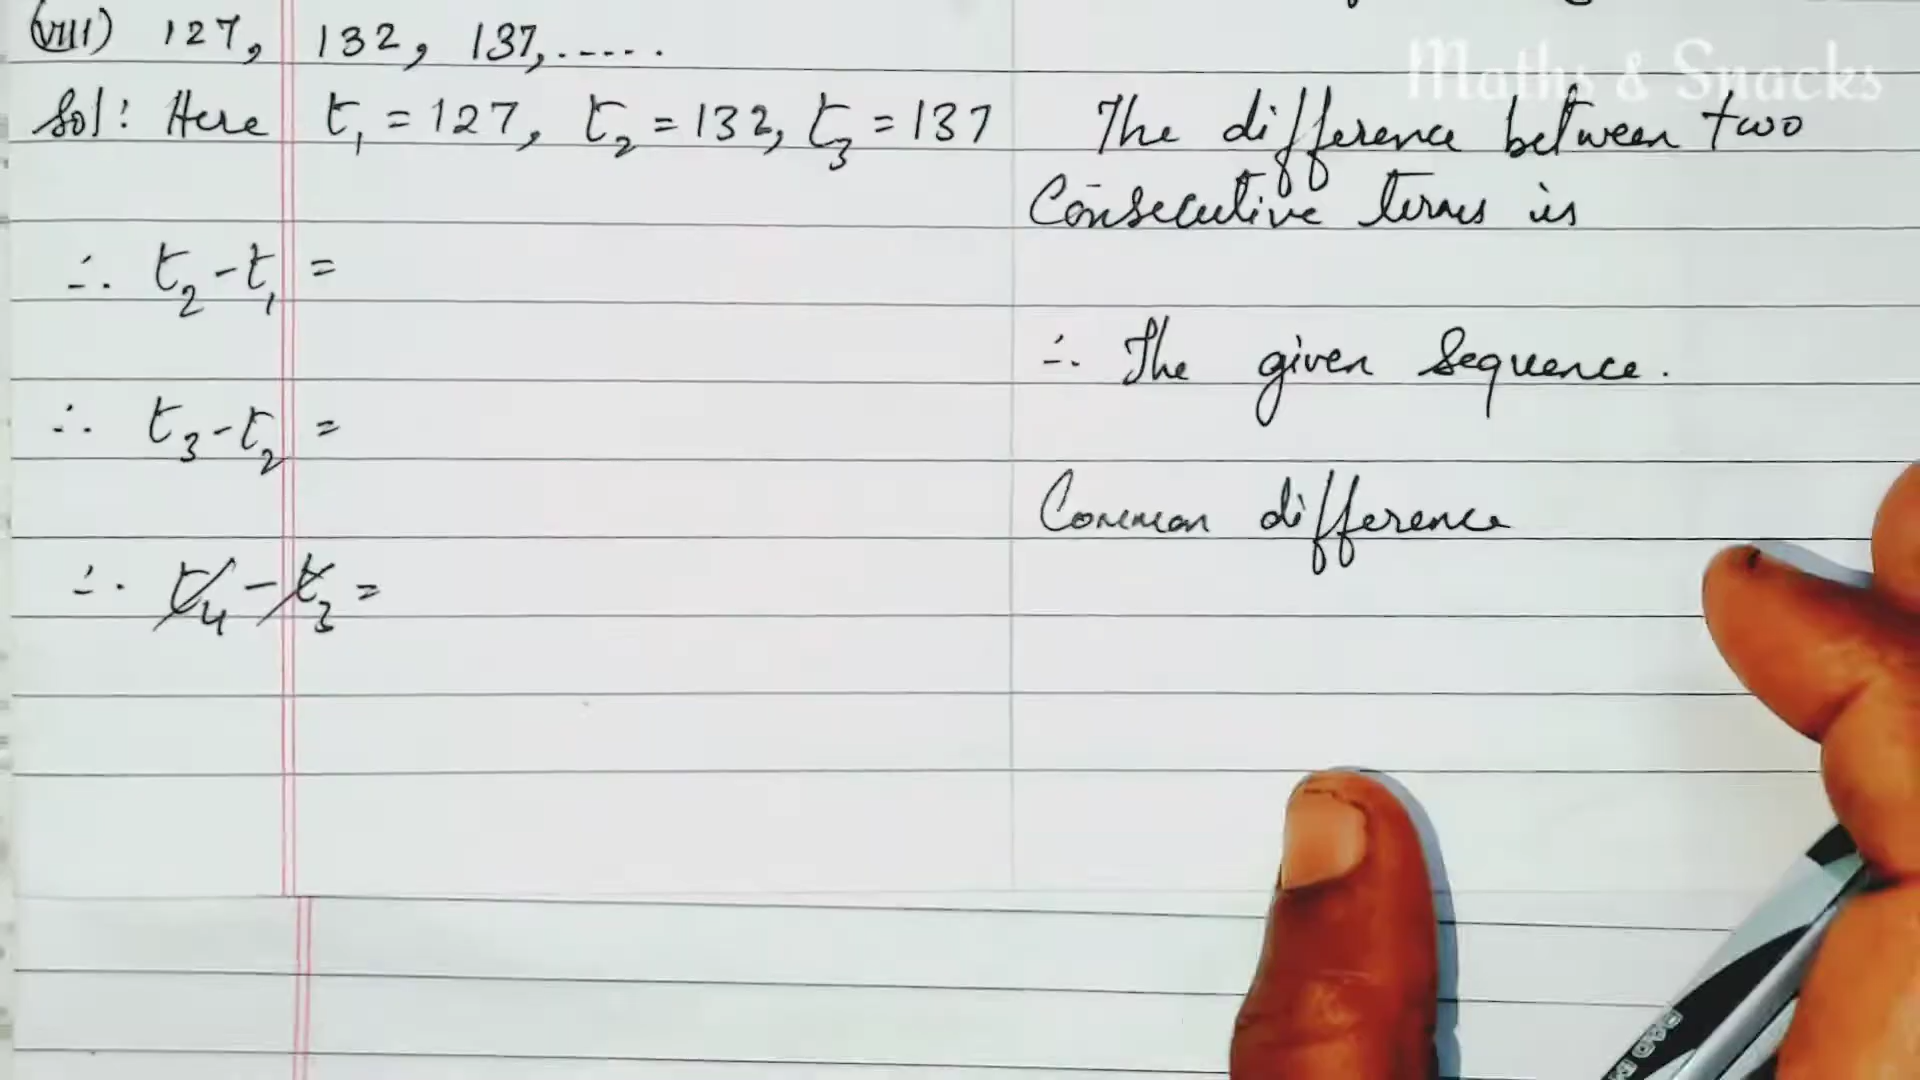 (VIII) 127, 132, 137,.....
Sol: Here t₁ = 127, t₂ = 132, t₃ = 137
∴ t₂ - t₁ =
∴ t₃ - t₂ =
∴ t₄ - t₃ =
Maths & Snacks
The difference between two
Consecutive terms is
∴ The given Sequence.
Common difference